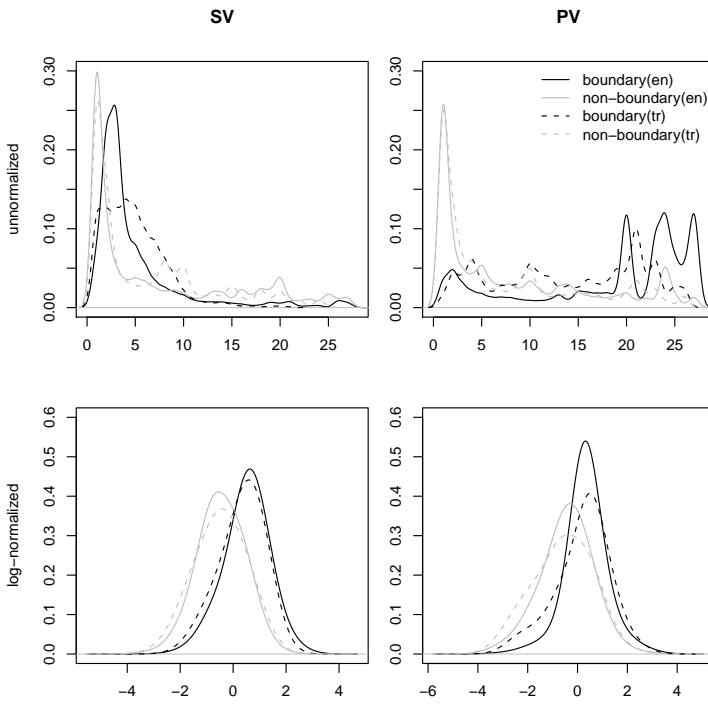 SV
PV
unnormalized
0.00
0.10
0.20
0.30
0 5 10 15 20 25
0.00
0.10
0.20
0.30
0 5 10 15 20 25
boundary(en)
non−boundary(en)
boundary(tr)
non−boundary(tr)
log−normalized
0.0
0.1
0.2
0.3
0.4
0.5
0.6
−4 −2 0 2 4
0.0
0.1
0.2
0.3
0.4
0.5
0.6
−6 −4 −2 0 2 4